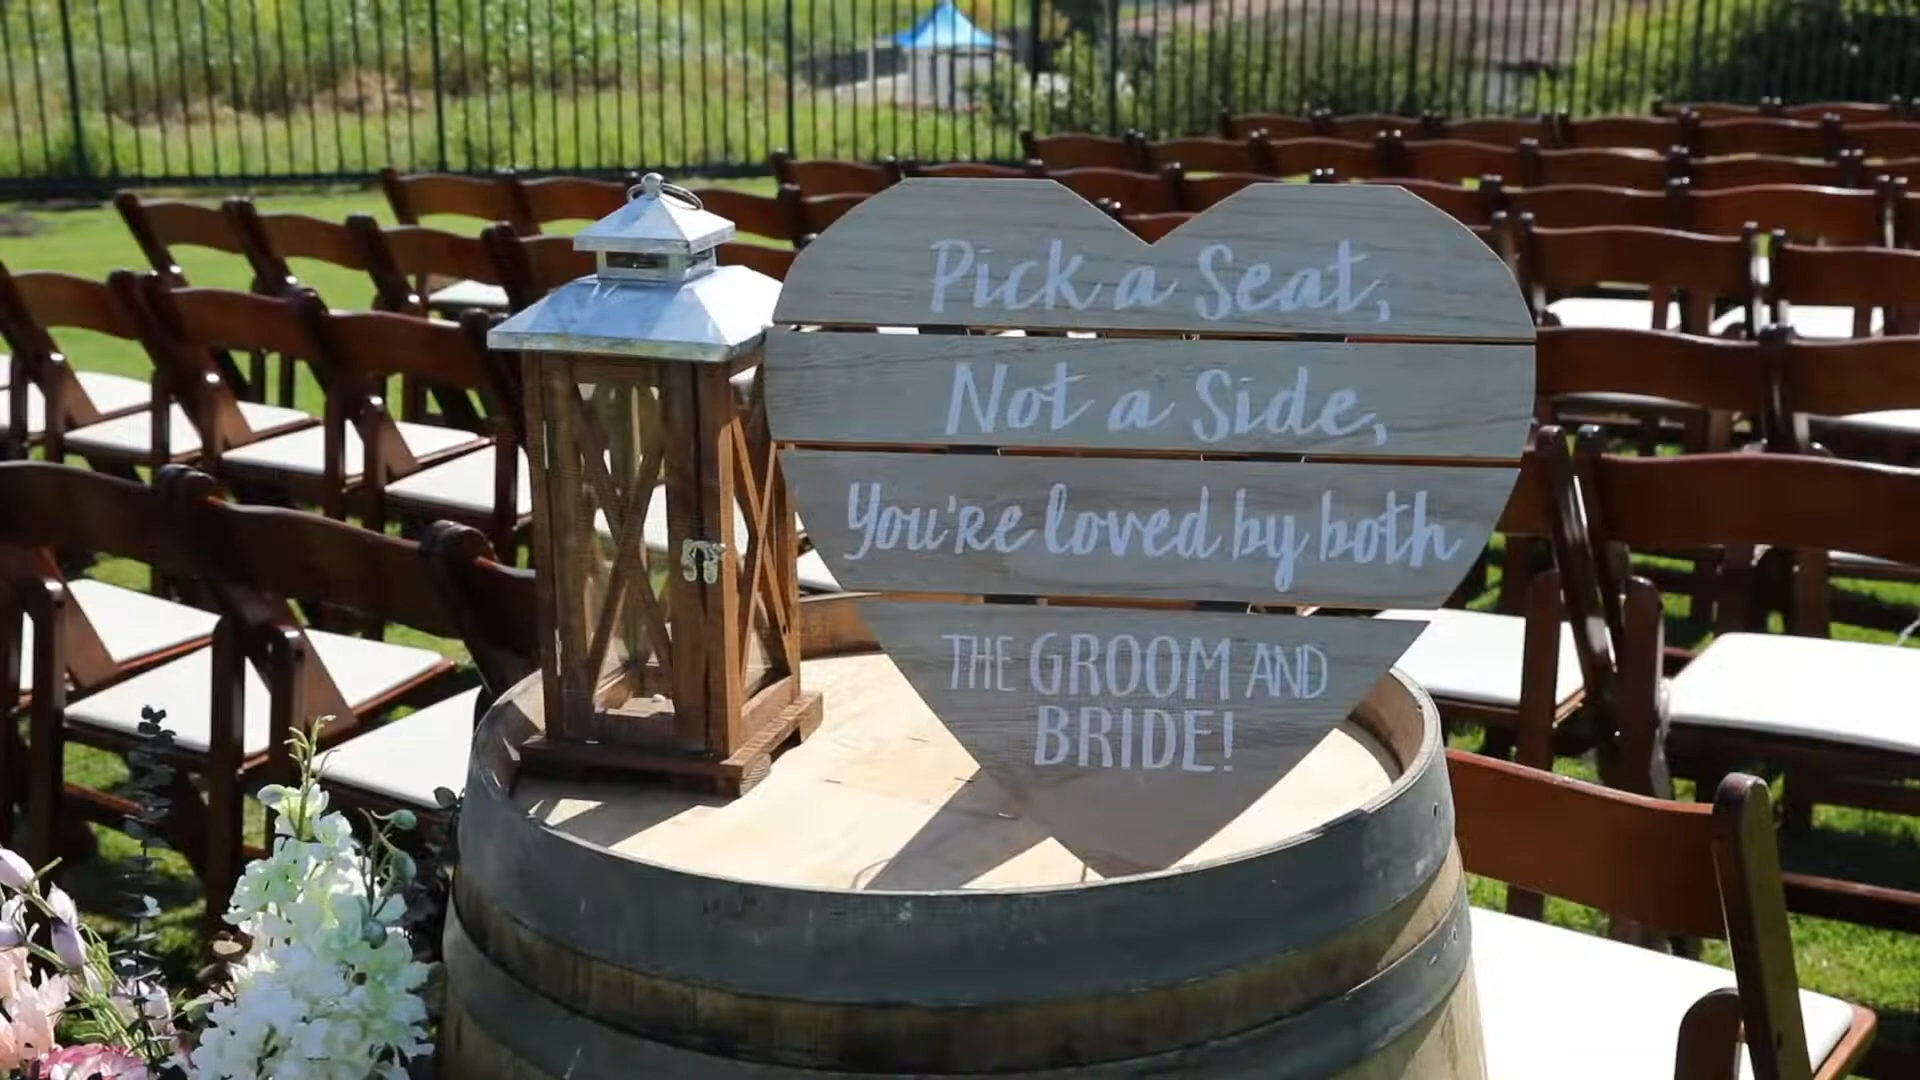 Pick a Seat,
Not a Side,
You're loved by both
THE GROOM AND
BRIDE!